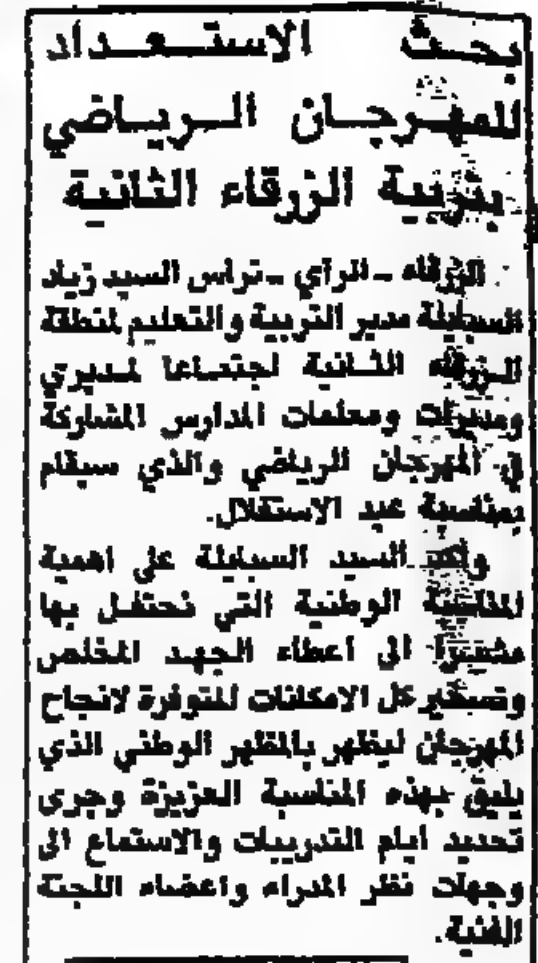 بحث الاستعداد
للمهرجان الرياضي
بتربية الزرقاء الثانية
الزرقاء - الرأي - ترأس السيد زياد
السبايلة مدير التربية والتعليم لمنطقة
الزرقاء الثانية اجتماعا لمديري
ومديرات ومعلمات المدارس المشاركة
في المهرجان الرياضي والذي سيقام
بمناسبة عيد الاستقلال.
وأكد السيد السبايلة على اهمية
المناسبة الوطنية التي نحتفل بها
مشيرا الى اعطاء الجهد المخلص
وتسخير كل الامكانات المتوفرة لانجاح
المهرجان ليظهر بالمظهر الوطني الذي
يليق بهذه المناسبة العزيزة وجرى
تحديد أيام التدريبات والاستماع الى
وجهات نظر المدراء واعضاء اللجنة
الفنية.